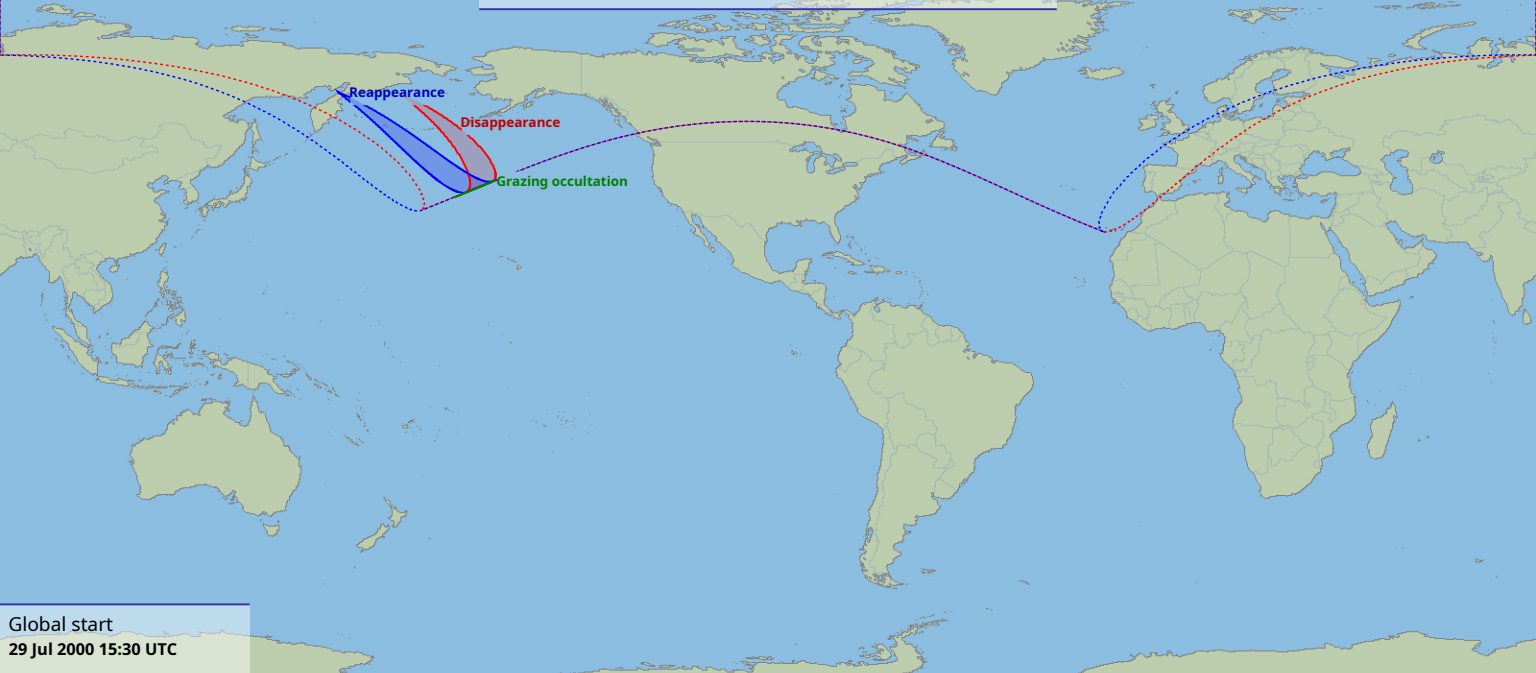 Reappearance
Disappearance
Grazing occultation
Global start
29 Jul 2000 15:30 UTC